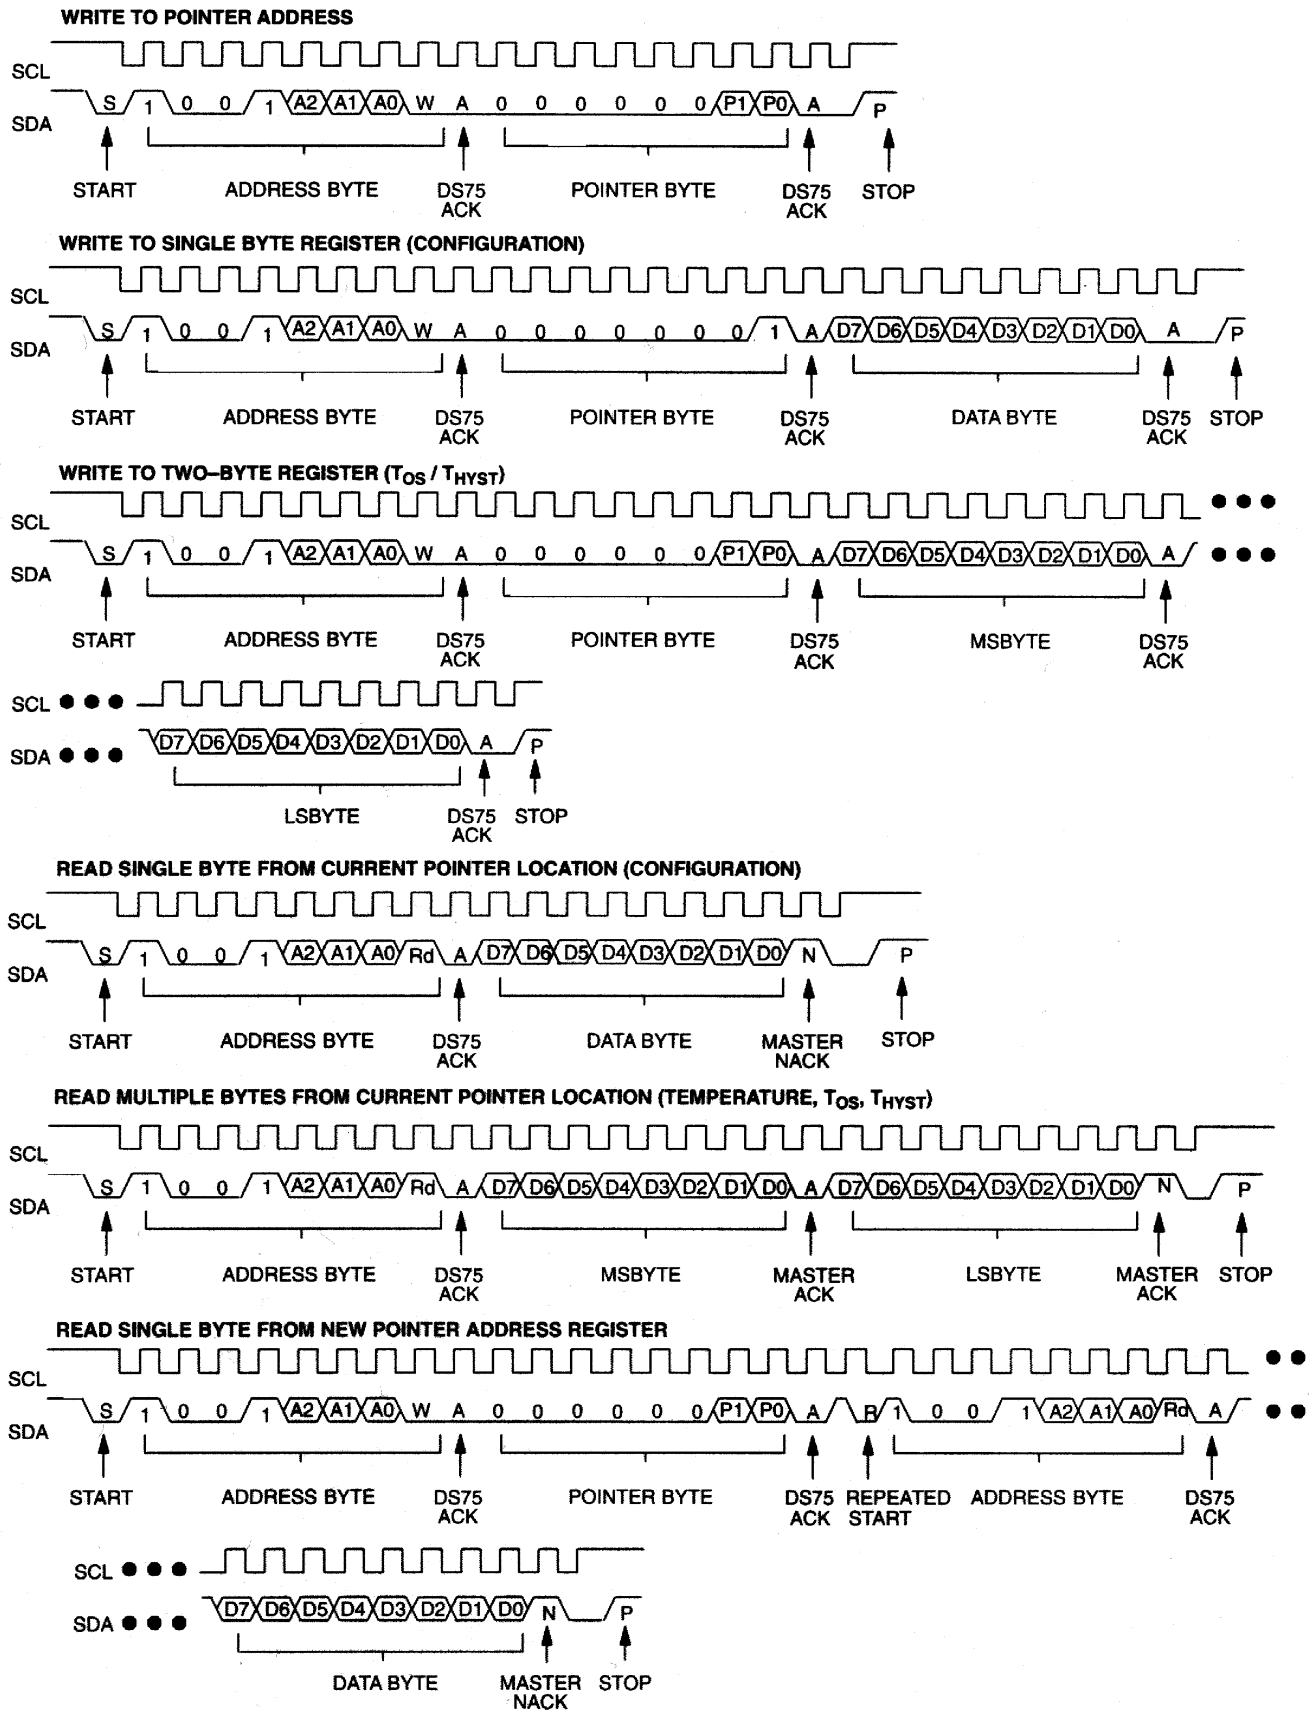 WRITE TO POINTER ADDRESS
SCL
SDA S 1 0 0 1 A2 A1 A0 W A 0 0 0 0 0 0 P1 P0 A P
START ADDRESS BYTE DS75 ACK POINTER BYTE DS75 ACK STOP
WRITE TO SINGLE BYTE REGISTER (CONFIGURATION)
SCL
SDA S 1 0 0 1 A2 A1 A0 W A 0 0 0 0 0 0 0 1 A D7 D6 D5 D4 D3 D2 D1 D0 A P
START ADDRESS BYTE DS75 ACK POINTER BYTE DS75 ACK DATA BYTE DS75 ACK STOP
WRITE TO TWO–BYTE REGISTER (TOS / THYST)
SCL
SDA S 1 0 0 1 A2 A1 A0 W A 0 0 0 0 0 0 P1 P0 A D7 D6 D5 D4 D3 D2 D1 D0 A
START ADDRESS BYTE DS75 ACK POINTER BYTE DS75 ACK MSBYTE DS75 ACK
SCL
SDA D7 D6 D5 D4 D3 D2 D1 D0 A P
LSBYTE DS75 ACK STOP
READ SINGLE BYTE FROM CURRENT POINTER LOCATION (CONFIGURATION)
SCL
SDA S 1 0 0 1 A2 A1 A0 Rd A D7 D6 D5 D4 D3 D2 D1 D0 N P
START ADDRESS BYTE DS75 ACK DATA BYTE MASTER NACK STOP
READ MULTIPLE BYTES FROM CURRENT POINTER LOCATION (TEMPERATURE, TOS, THYST)
SCL
SDA S 1 0 0 1 A2 A1 A0 Rd A D7 D6 D5 D4 D3 D2 D1 D0 A D7 D6 D5 D4 D3 D2 D1 D0 N P
START ADDRESS BYTE DS75 ACK MSBYTE MASTER ACK LSBYTE MASTER ACK STOP
READ SINGLE BYTE FROM NEW POINTER ADDRESS REGISTER
SCL
SDA S 1 0 0 1 A2 A1 A0 W A 0 0 0 0 0 0 P1 P0 A R 1 0 0 1 A2 A1 A0 Rd A
START ADDRESS BYTE DS75 ACK POINTER BYTE DS75 ACK REPEATED START ADDRESS BYTE DS75 ACK
SCL
SDA D7 D6 D5 D4 D3 D2 D1 D0 N P
DATA BYTE MASTER NACK STOP